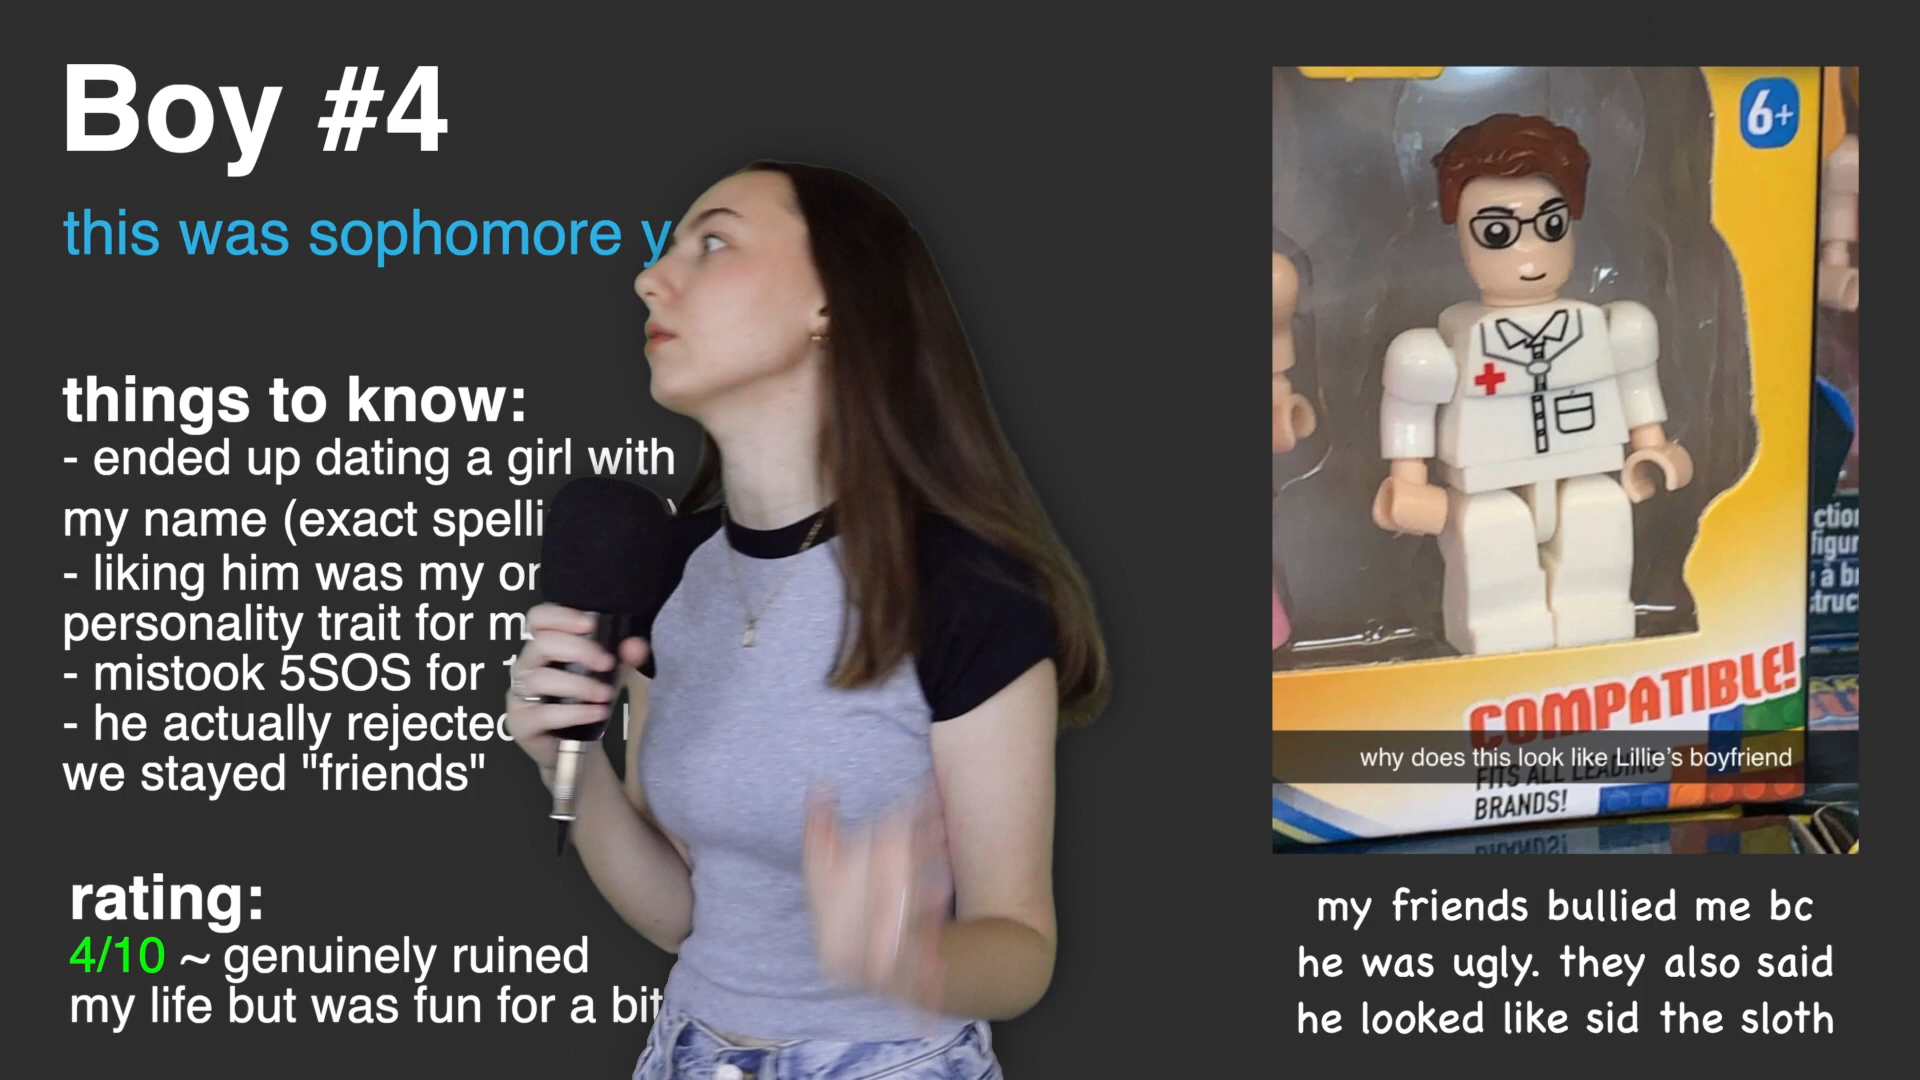 Boy #4
this was sophomore
things to know:
- ended up dating a girl with
my name (exact
- liking him was my
personality trait for
- mistook 5SOS for
- he actually
we stayed "friends"
rating:
4/10 ~ genuinely ruined
my life but was fun for a bit
6+
COMPATIBLE!
why does this look like Lillie's boyfriend
FITS ALL LEADING
BRANDS!
my friends bullied me bc
he was ugly. they also said
he looked like sid the sloth